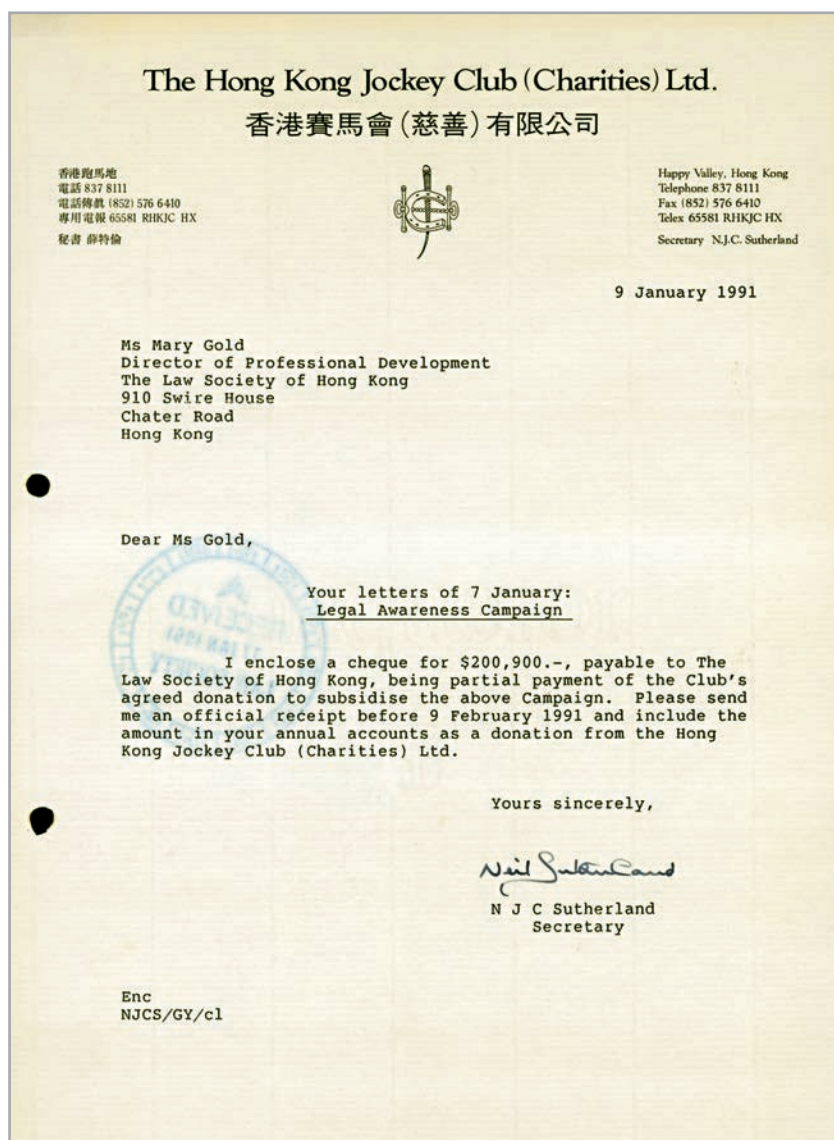 The Hong Kong Jockey Club (Charities) Ltd.
香港賽馬會(慈善)有限公司
香港跑馬地
電話 837 8111
電話傳眞 (852) 576 6410
專用電報 65581 RHKJC HX
秘書 薛特倫
Happy Valley, Hong Kong
Telephone 837 8111
Fax (852) 576 6410
Telex 65581 RHKJC HX
Secretary N.J.C. Sutherland
9 January 1991
Ms Mary Gold
Director of Professional Development
The Law Society of Hong Kong
910 Swire House
Chater Road
Hong Kong
Dear Ms Gold,
Your letters of 7 January:
Legal Awareness Campaign
I enclose a cheque for $200,900.-, payable to The
Law Society of Hong Kong, being partial payment of the Club's
agreed donation to subsidise the above Campaign. Please send
me an official receipt before 9 February 1991 and include the
amount in your annual accounts as a donation from the Hong
Kong Jockey Club (Charities) Ltd.
Yours sincerely,
Neil Sutherland
N J C Sutherland
Secretary
Enc
NJCS/GY/cl
RECEIVED